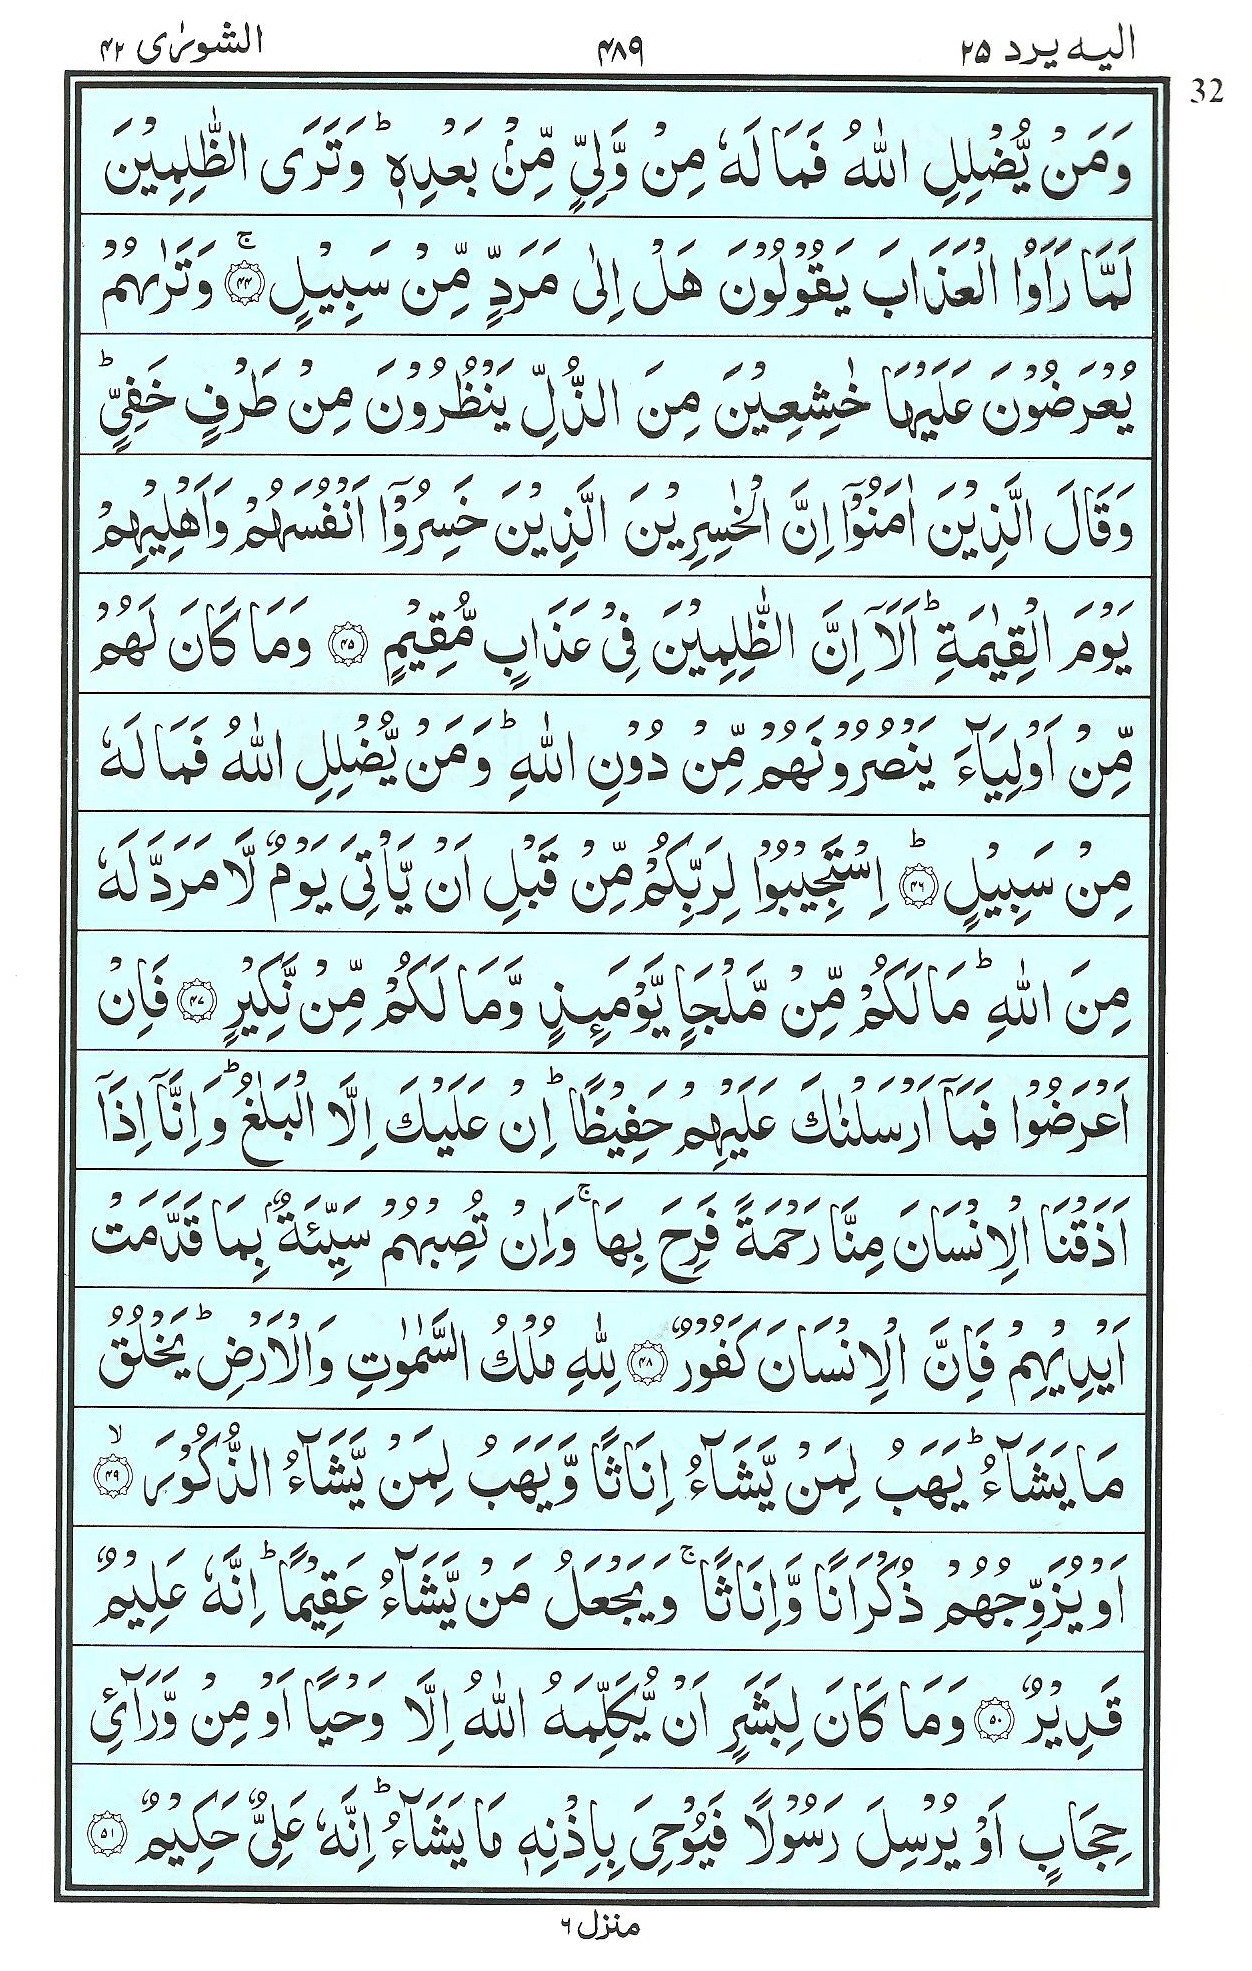 الیہ یرد ۲۵
۴۸۹
الشورٰی ۴۲
32
وَمَنْ يُّضْلِلِ اللّٰهُ فَمَا لَهٗ مِنْ وَّلِيٍّ مِّنْۢ بَعْدِهٖ ؕ وَتَرَى الظّٰلِمِيْنَ
لَمَّا رَاَوُا الْعَذَابَ يَقُوْلُوْنَ هَلْ اِلٰى مَرَدٍّ مِّنْ سَبِيْلٍ ۚ﴿۴۴﴾ وَتَرٰىهُمْ
يُعْرَضُوْنَ عَلَيْهَا خٰشِعِيْنَ مِنَ الذُّلِّ يَنْظُرُوْنَ مِنْ طَرْفٍ خَفِيٍّ ؕ
وَقَالَ الَّذِيْنَ اٰمَنُوْۤا اِنَّ الْخٰسِرِيْنَ الَّذِيْنَ خَسِرُوْۤا اَنْفُسَهُمْ وَاَهْلِيْهِمْ
يَوْمَ الْقِيٰمَةِ ؕ اَلَاۤ اِنَّ الظّٰلِمِيْنَ فِيْ عَذَابٍ مُّقِيْمٍ ﴿۴۵﴾ وَمَا كَانَ لَهُمْ
مِّنْ اَوْلِيَآءَ يَنْصُرُوْنَهُمْ مِّنْ دُوْنِ اللّٰهِ ؕ وَمَنْ يُّضْلِلِ اللّٰهُ فَمَا لَهٗ
مِنْ سَبِيْلٍ ؕ﴿۴۶﴾ اِسْتَجِيْبُوْا لِرَبِّكُمْ مِّنْ قَبْلِ اَنْ يَّاْتِيَ يَوْمٌ لَّا مَرَدَّ لَهٗ
مِنَ اللّٰهِ ؕ مَا لَكُمْ مِّنْ مَّلْجَاٍ يَّوْمَىِٕذٍ وَّمَا لَكُمْ مِّنْ نَّكِيْرٍ ﴿۴۷﴾ فَاِنْ
اَعْرَضُوْا فَمَاۤ اَرْسَلْنٰكَ عَلَيْهِمْ حَفِيْظًا ؕ اِنْ عَلَيْكَ اِلَّا الْبَلٰغُ ؕ وَاِنَّاۤ اِذَاۤ
اَذَقْنَا الْاِنْسَانَ مِنَّا رَحْمَةً فَرِحَ بِهَا ۚ وَاِنْ تُصِبْهُمْ سَيِّئَةٌۢ بِمَا قَدَّمَتْ
اَيْدِيْهِمْ فَاِنَّ الْاِنْسَانَ كَفُوْرٌ ﴿۴۸﴾ لِلّٰهِ مُلْكُ السَّمٰوٰتِ وَالْاَرْضِ ؕ يَخْلُقُ
مَا يَشَآءُ ؕ يَهَبُ لِمَنْ يَّشَآءُ اِنَاثًا وَّيَهَبُ لِمَنْ يَّشَآءُ الذُّكُوْرَ ۙ﴿۴۹﴾
اَوْ يُزَوِّجُهُمْ ذُكْرَانًا وَّاِنَاثًا ۚ وَيَجْعَلُ مَنْ يَّشَآءُ عَقِيْمًا ؕ اِنَّهٗ عَلِيْمٌ
قَدِيْرٌ ﴿۵۰﴾ وَمَا كَانَ لِبَشَرٍ اَنْ يُّكَلِّمَهُ اللّٰهُ اِلَّا وَحْيًا اَوْ مِنْ وَّرَآئِ
حِجَابٍ اَوْ يُرْسِلَ رَسُوْلًا فَيُوْحِيَ بِاِذْنِهٖ مَا يَشَآءُ ؕ اِنَّهٗ عَلِيٌّ حَكِيْمٌ ﴿۵۱﴾
منزل ۶